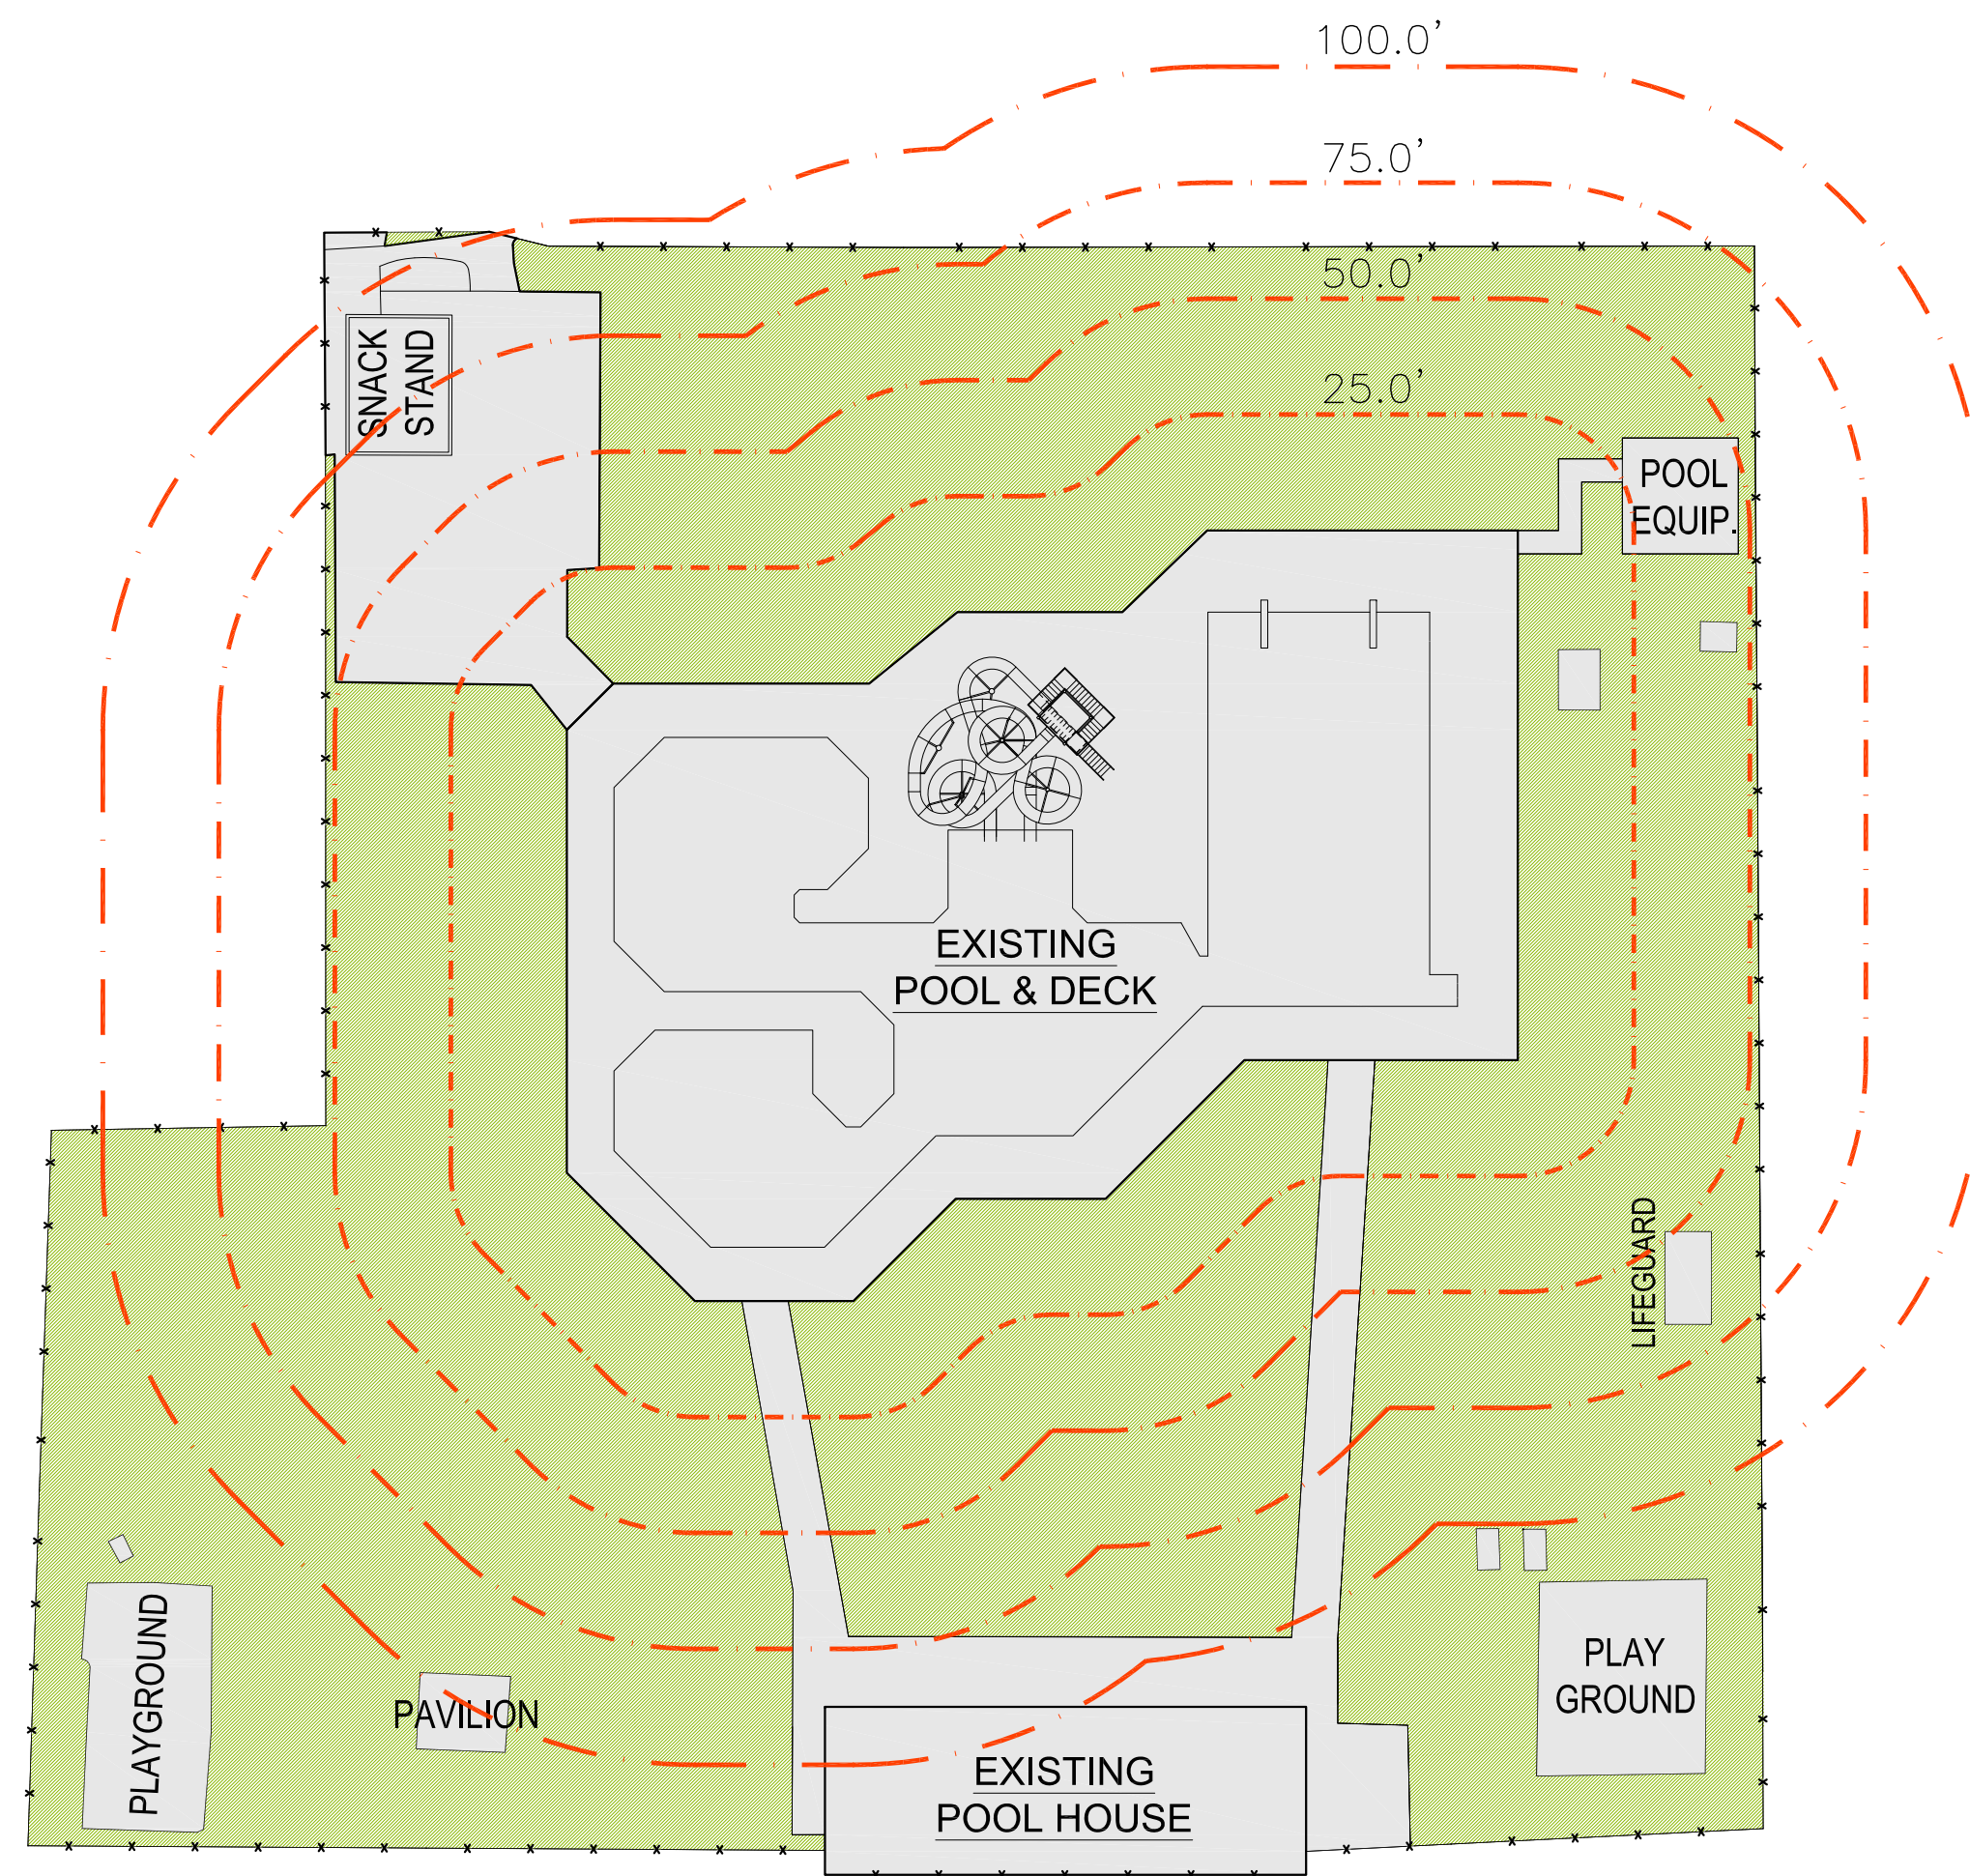 100.0'
75.0'
50.0'
25.0'
SNACK
STAND
POOL
EQUIP.
EXISTING
POOL & DECK
LIFEGUARD
PLAYGROUND
PAVILION
PLAY
GROUND
EXISTING
POOL HOUSE